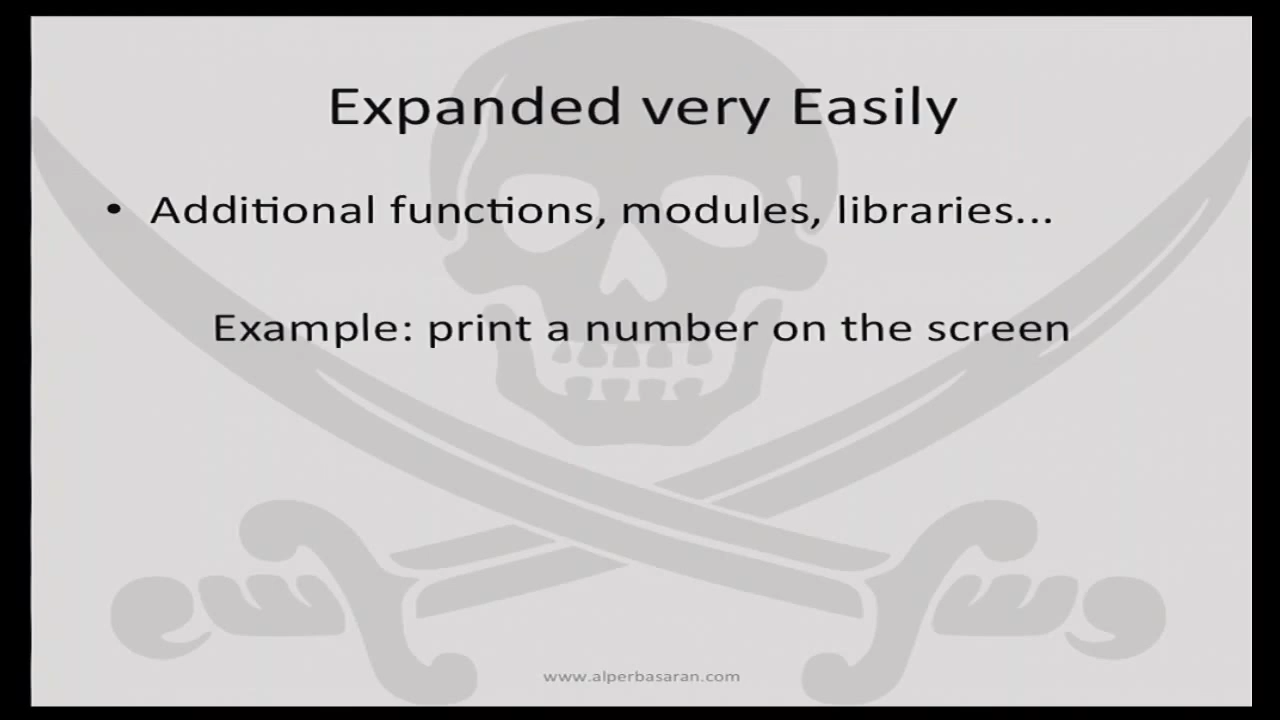 Expanded very Easily
• Additional functions, modules, libraries...
Example: print a number on the screen
www.alperbasaran.com